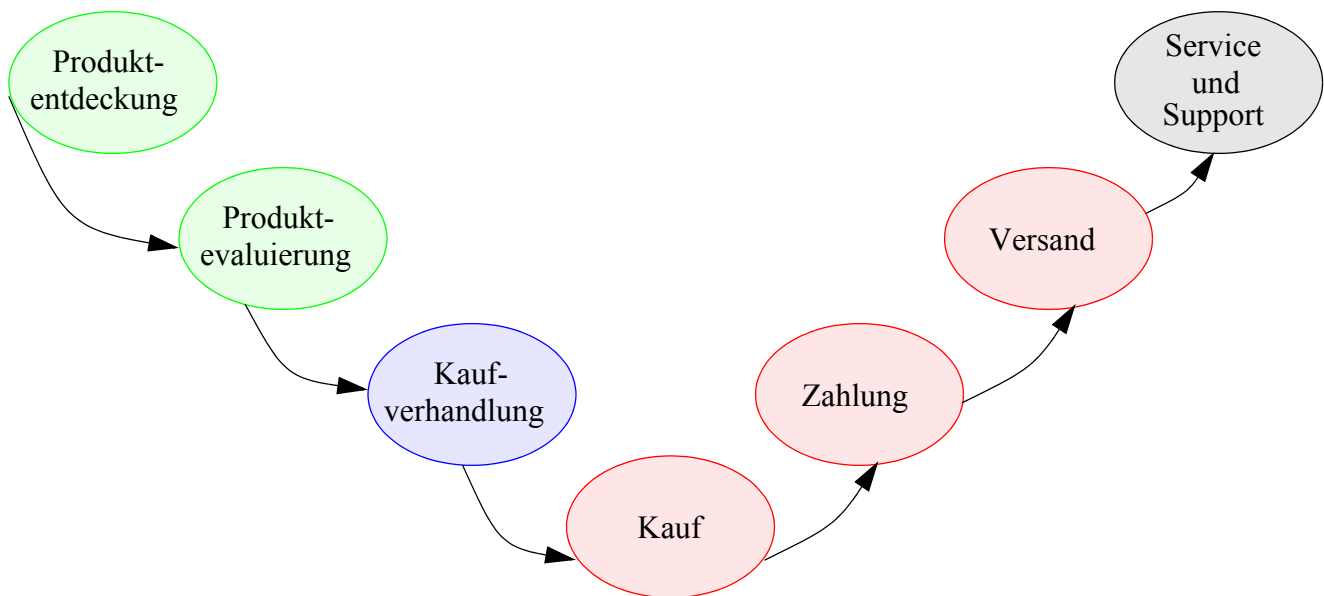 Produkt-
entdeckung
Produkt-
evaluierung
Kauf-
verhandlung
Kauf
Zahlung
Versand
Service
und
Support